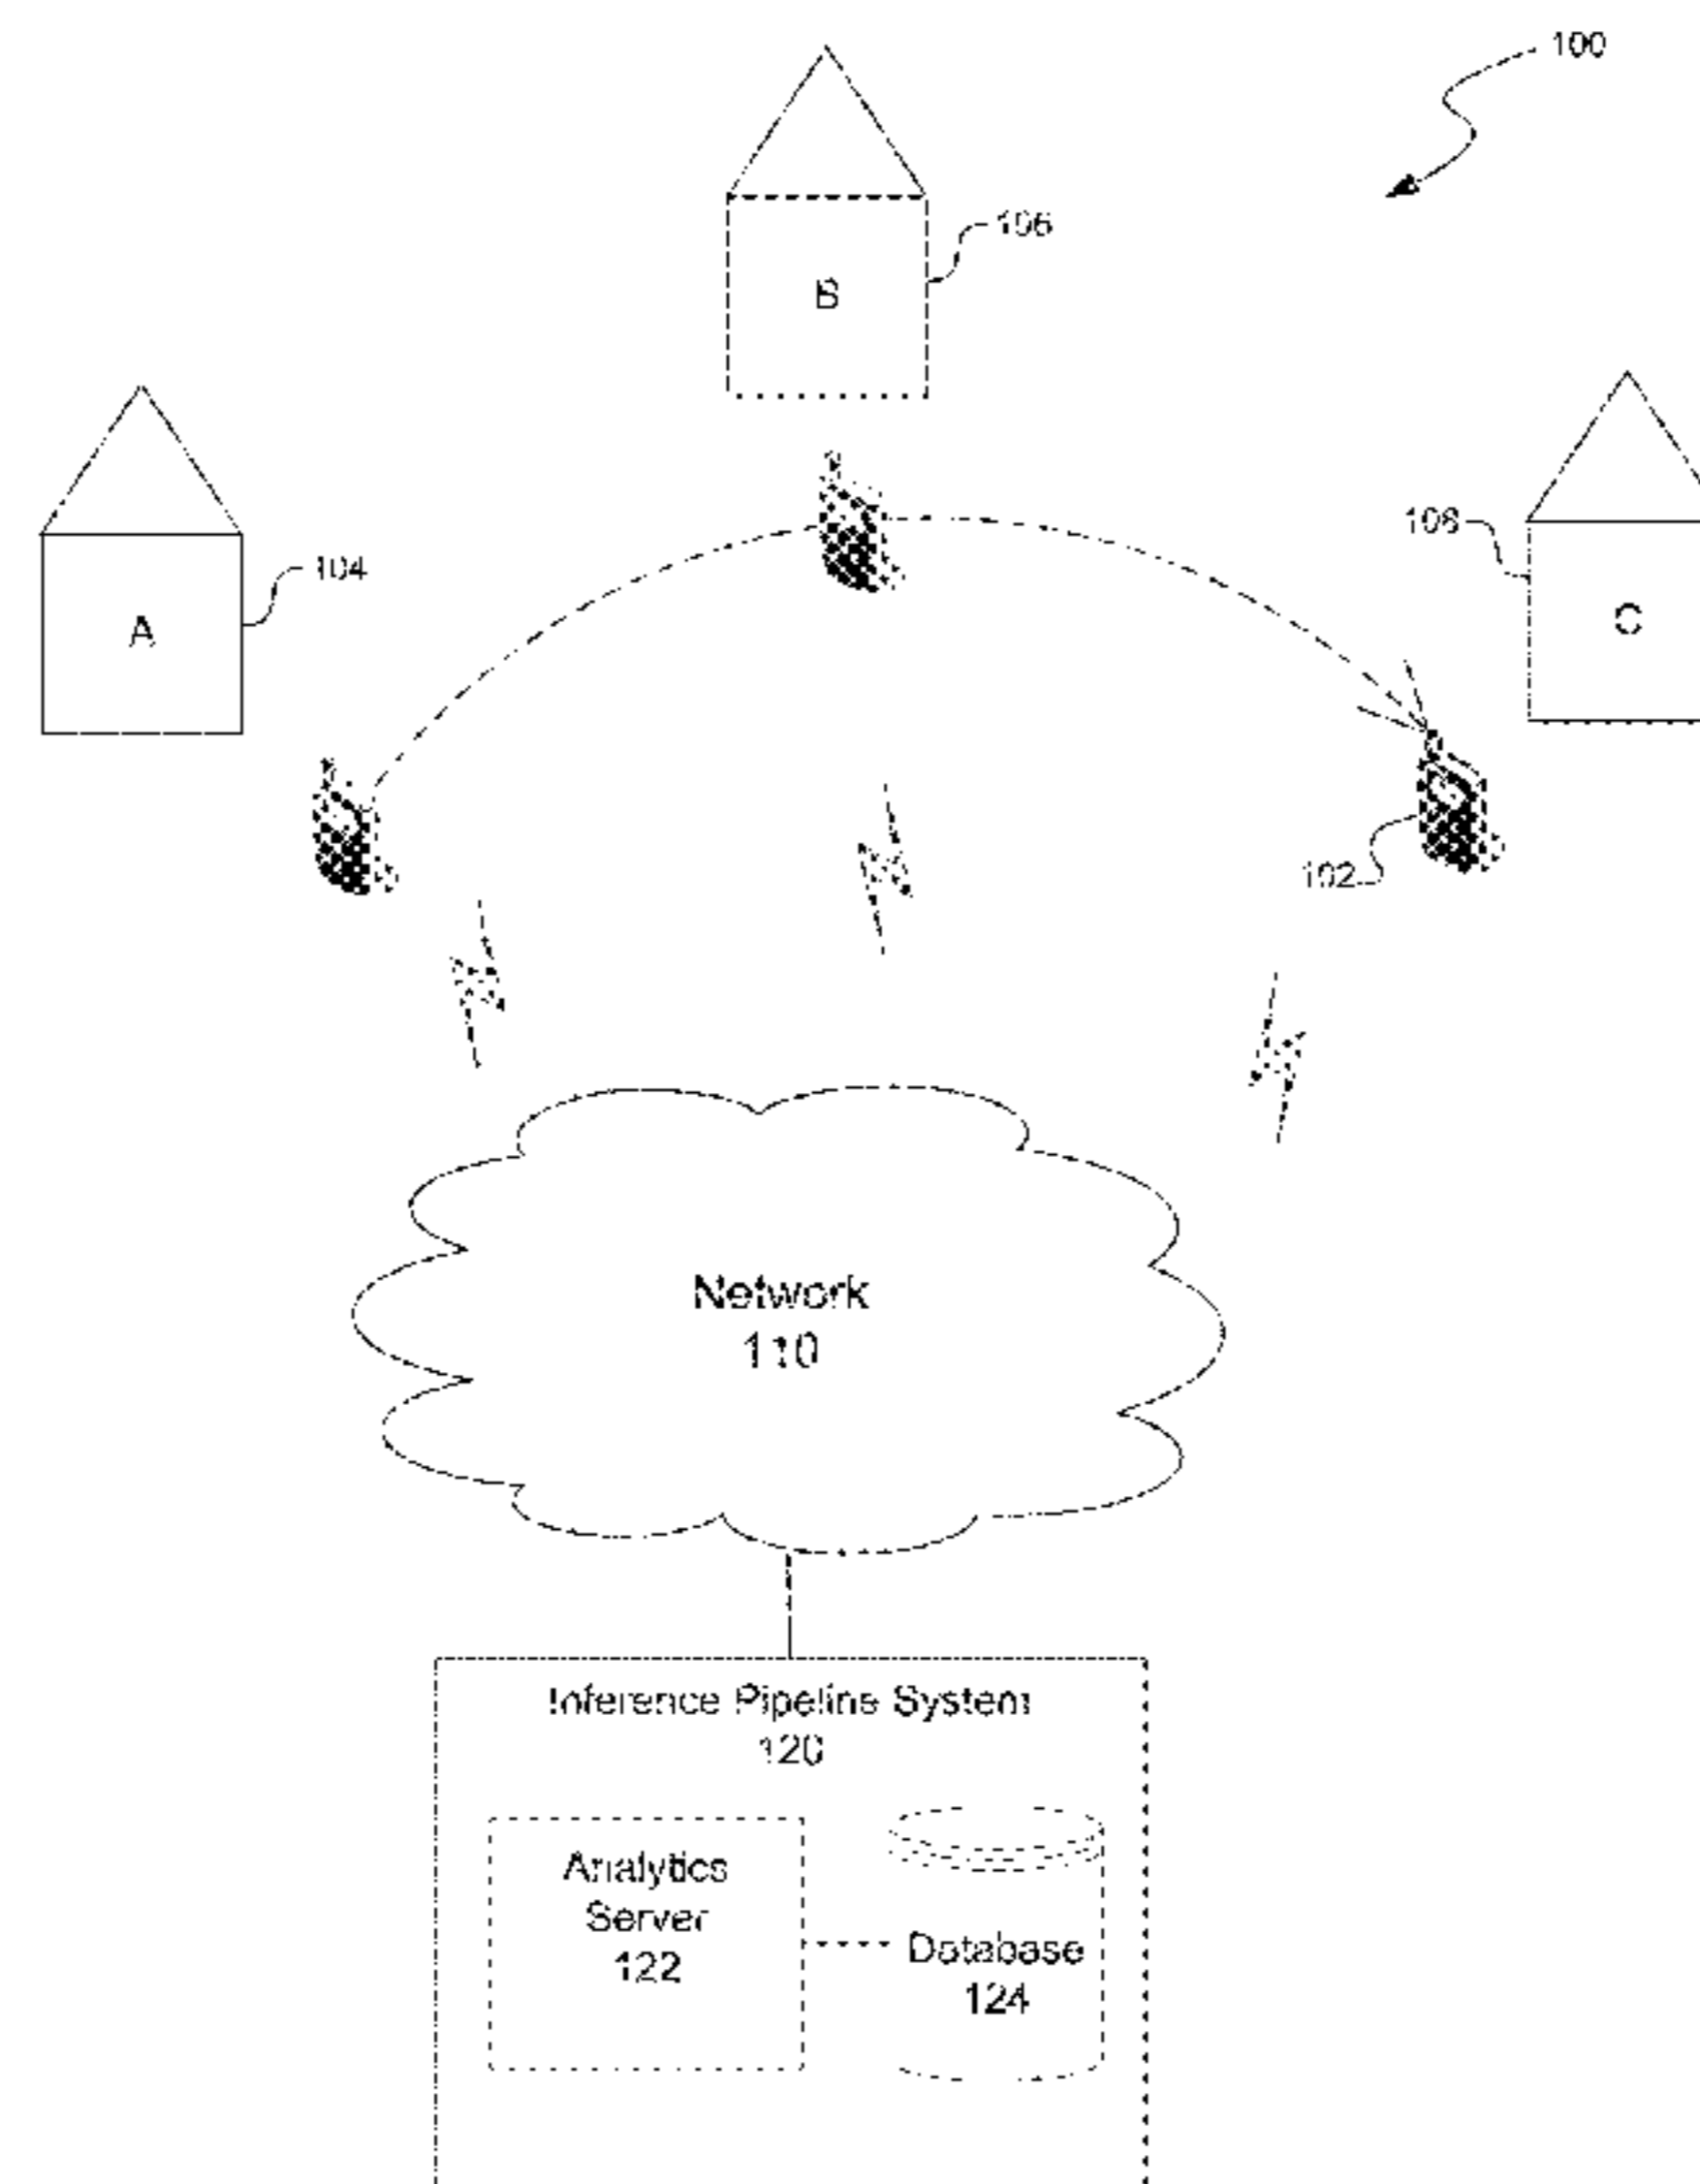 100
106
B
108
104
A
C
102
Network
110
Inference Pipeline System
120
Analytics
Server
122
Database
124